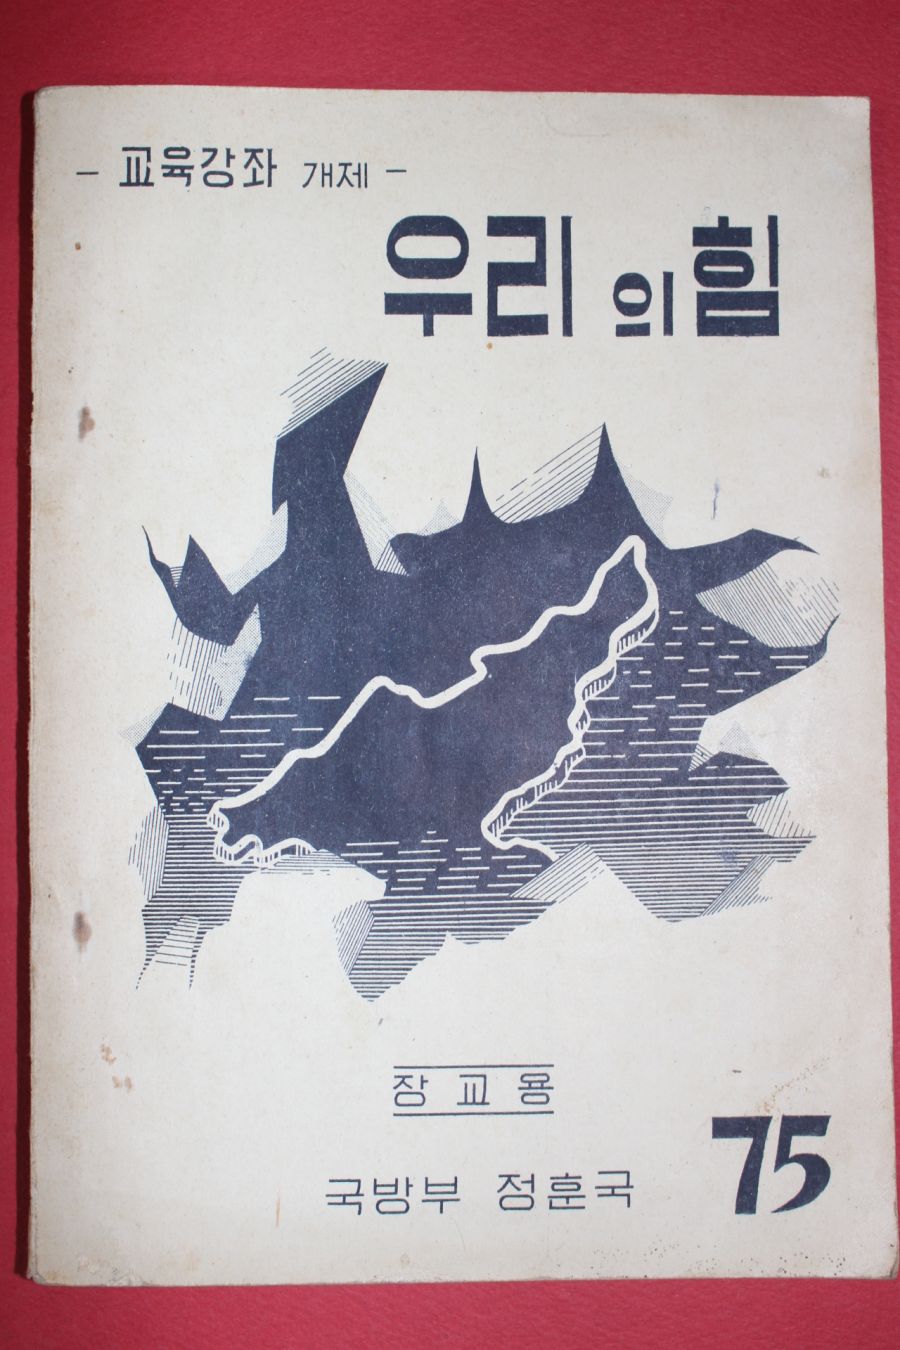 - 교육강좌 개제 -
우리의힘
장교용
75
국방부 정훈국